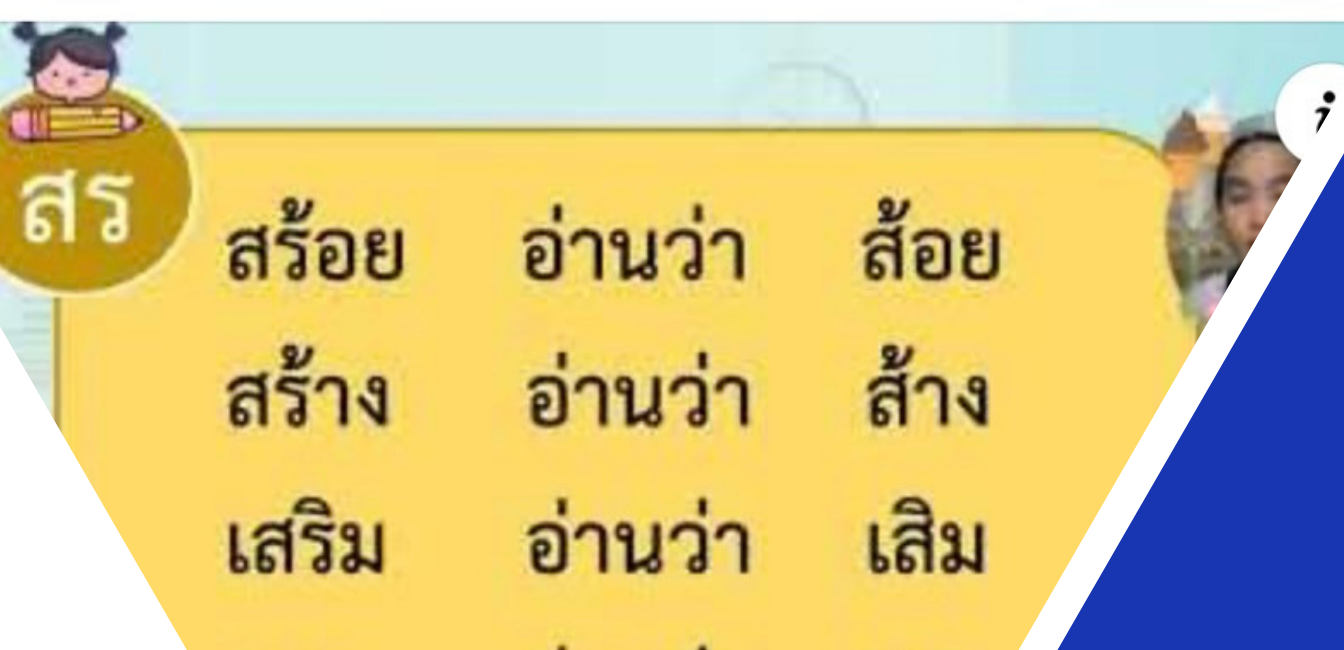 สร
สร้อย อ่านว่า ส้อย
สร้าง อ่านว่า ส้าง
เสริม อ่านว่า เสิม